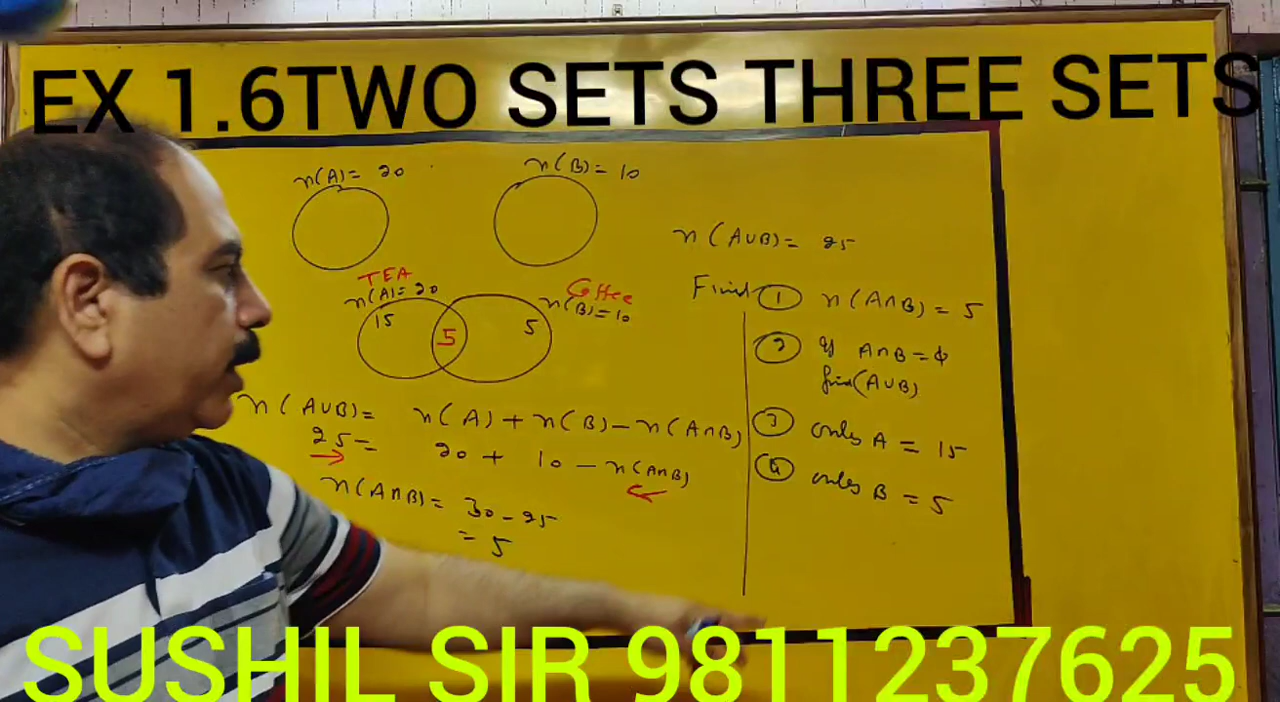 EX 1.6TWO SETS THREE SETS
n(A)= 20
n(B)= 10
n(A∪B)= 25
TEA
n(A)=20
Coffee
n(B)=10
15
5
5
n(A∪B)= n(A)+n(B)-n(A∩B)
25= 20 + 10 - n(A∩B)
n(A∩B)= 30-25
= 5
Find ① n(A∩B)= 5
② If A∩B=ϕ
find(A∪B)
③ only A = 15
④ only B = 5
SUSHIL SIR 9811237625